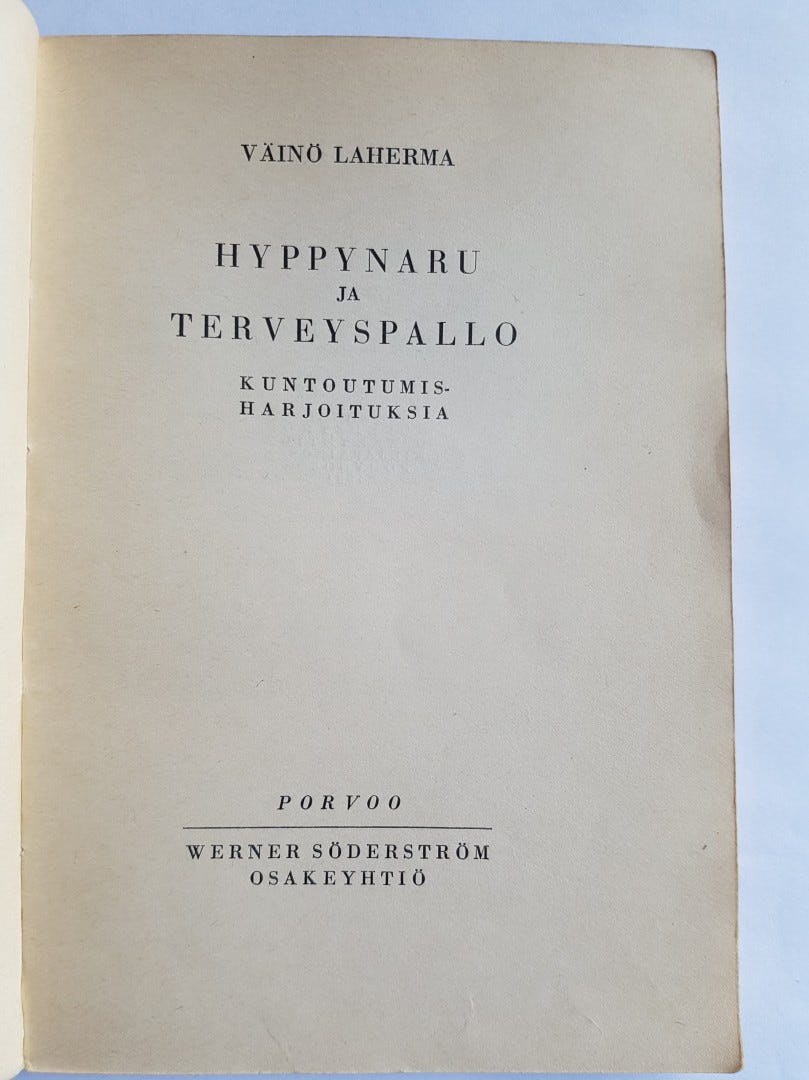 VÄINÖ LAHERMA
HYPPYNARU
JA
TERVEYSPALLO
KUNTOUTUMIS-
HARJOITUKSIA
PORVOO
WERNER SÖDERSTRÖM
OSAKEYHTIÖ